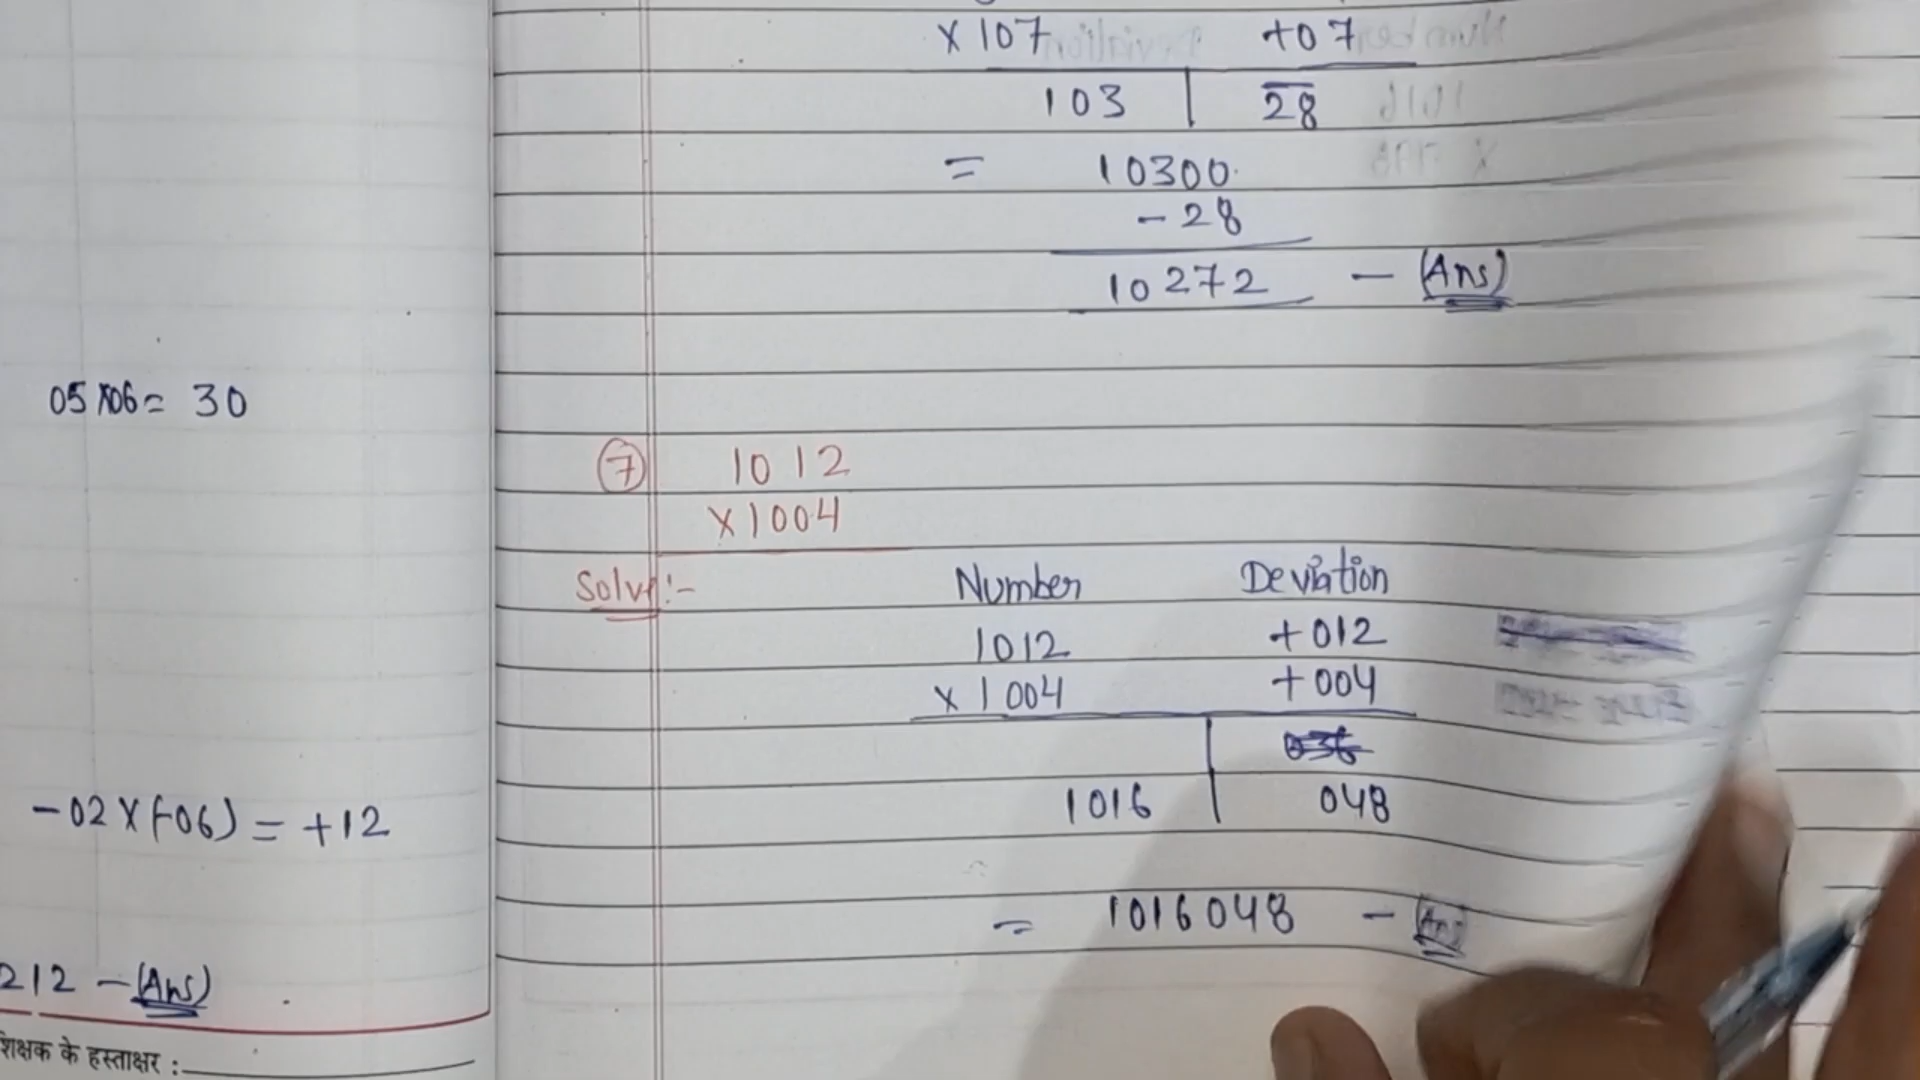 05 ×06 = 30
-02 × (-06) = +12
212 — (Ans)
शिक्षक के हस्ताक्षर :
× 107 +07
103 | 28
= 10300
- 28
10272 — (Ans)
7 1012
×1004
Solve:-
Number Deviation
1012 +012
× 1004 +004
1016 | 048
= 1016048 — Ans